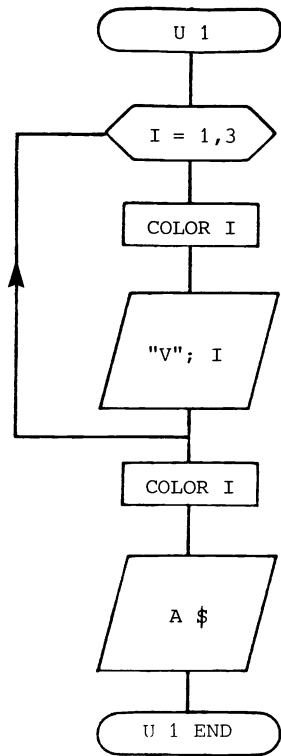 U 1
I = 1,3
COLOR I
"V"; I
COLOR I
A $
U 1 END